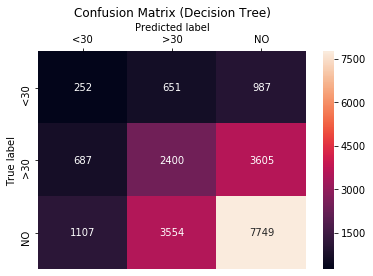 Confusion Matrix (Decision Tree)
Predicted label
<30 >30 NO
<30 252 651 987
>30 687 2400 3605
NO 1107 3554 7749
True label
7500
6000
4500
3000
1500